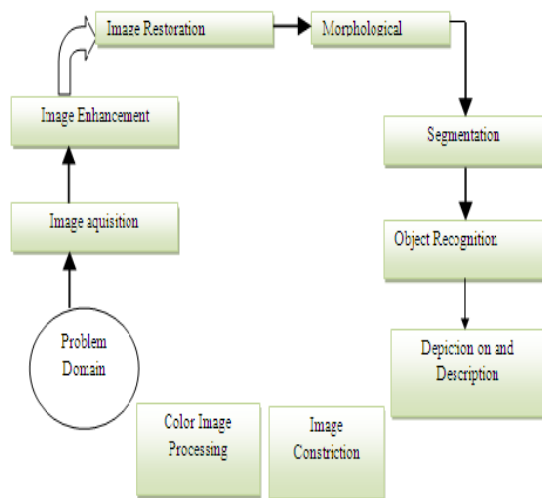 Image Restoration
Morphological
Image Enhancement
Segmentation
Image aquisition
Object Recognition
Problem
Domain
Depiction on and
Description
Color Image
Processing
Image
Constriction